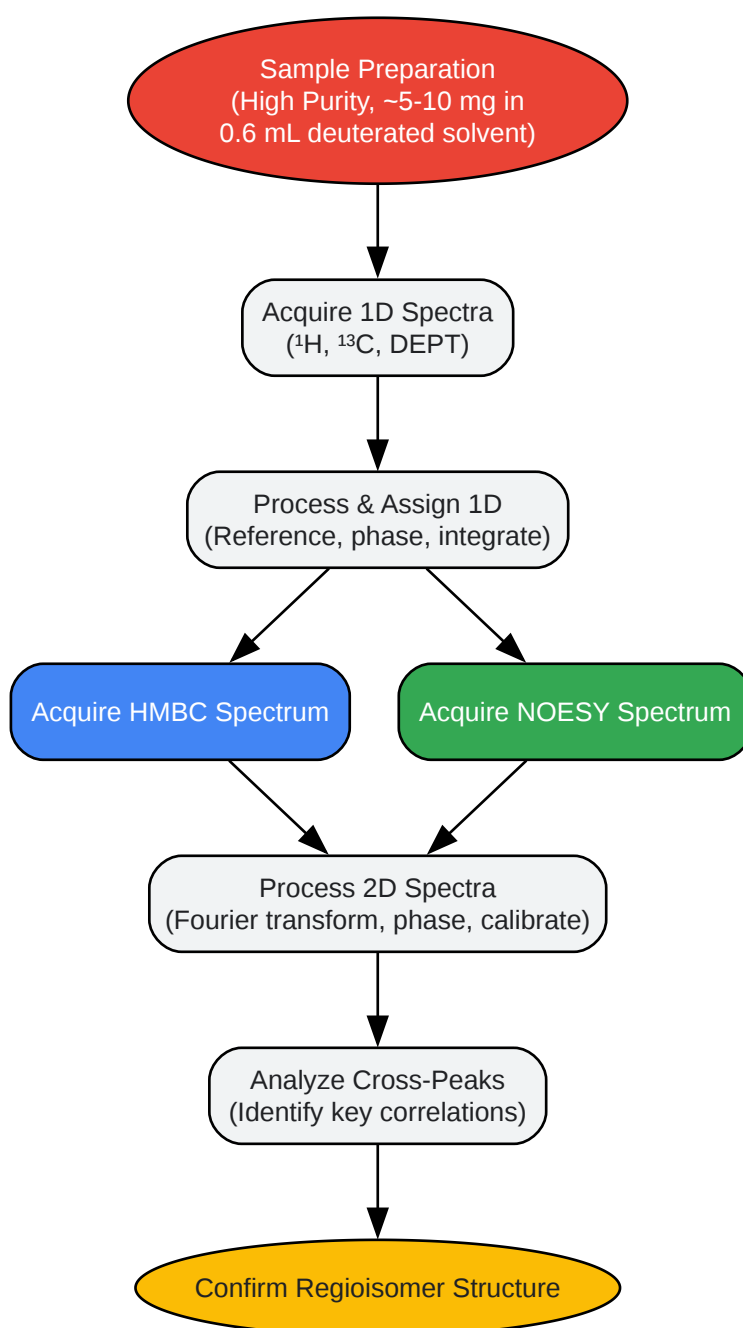 Sample Preparation
(High Purity, ~5-10 mg in
0.6 mL deuterated solvent)
Acquire 1D Spectra
(¹H, ¹³C, DEPT)
Process & Assign 1D
(Reference, phase, integrate)
Acquire HMBC Spectrum
Acquire NOESY Spectrum
Process 2D Spectra
(Fourier transform, phase, calibrate)
Analyze Cross-Peaks
(Identify key correlations)
Confirm Regioisomer Structure